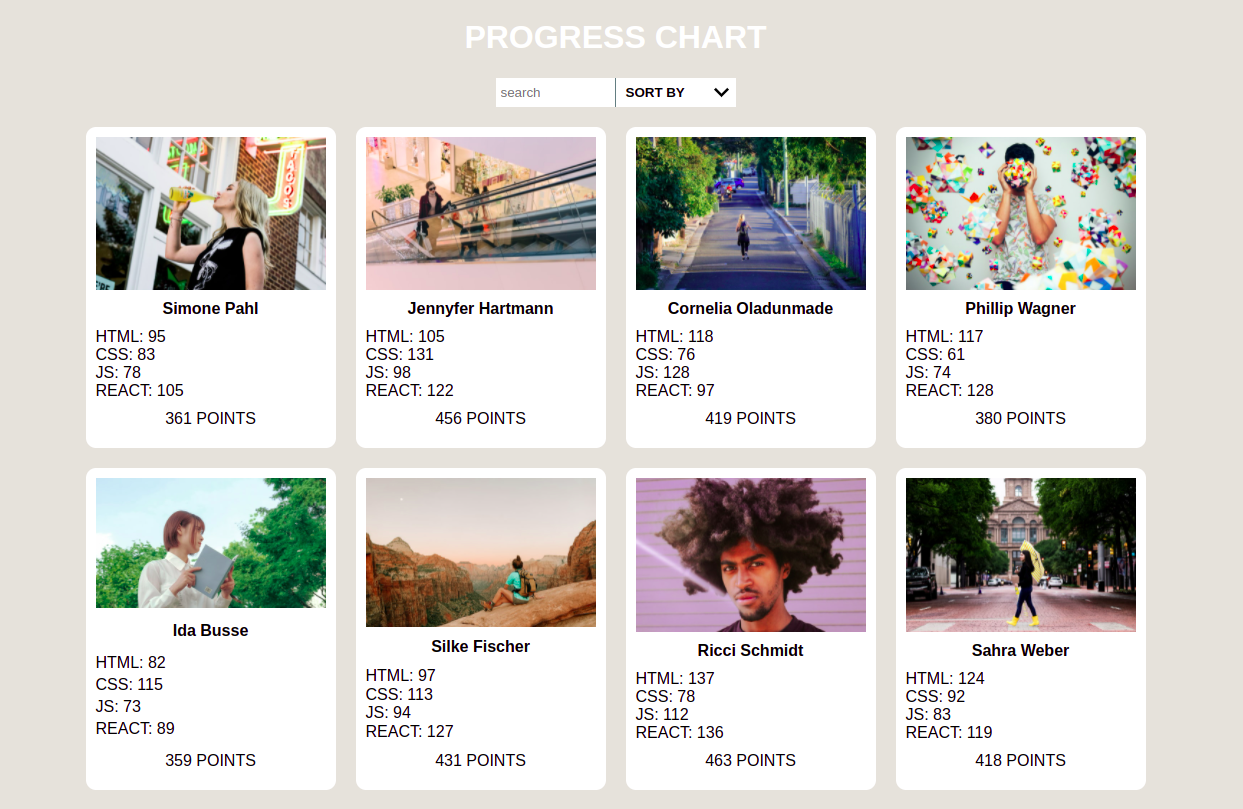 PROGRESS CHART
search
SORT BY
Simone Pahl
HTML: 95
CSS: 83
JS: 78
REACT: 105
361 POINTS
Jennyfer Hartmann
HTML: 105
CSS: 131
JS: 98
REACT: 122
456 POINTS
Cornelia Oladunmade
HTML: 118
CSS: 76
JS: 128
REACT: 97
419 POINTS
Phillip Wagner
HTML: 117
CSS: 61
JS: 74
REACT: 128
380 POINTS
Ida Busse
HTML: 82
CSS: 115
JS: 73
REACT: 89
359 POINTS
Silke Fischer
HTML: 97
CSS: 113
JS: 94
REACT: 127
431 POINTS
Ricci Schmidt
HTML: 137
CSS: 78
JS: 112
REACT: 136
463 POINTS
Sahra Weber
HTML: 124
CSS: 92
JS: 83
REACT: 119
418 POINTS